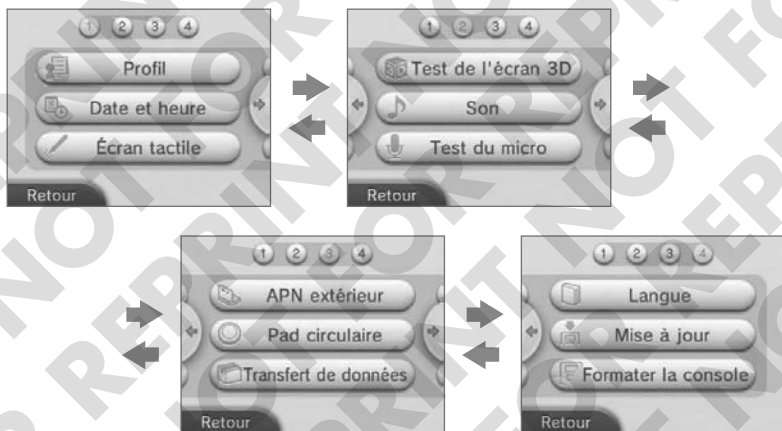 1 2 3 4
Profil
Date et heure
Écran tactile
Retour
1 2 3 4
Test de l'écran 3D
Son
Test du micro
Retour
1 2 3 4
APN extérieur
Pad circulaire
Transfert de données
Retour
1 2 3 4
Langue
Mise à jour
Formater la console
Retour